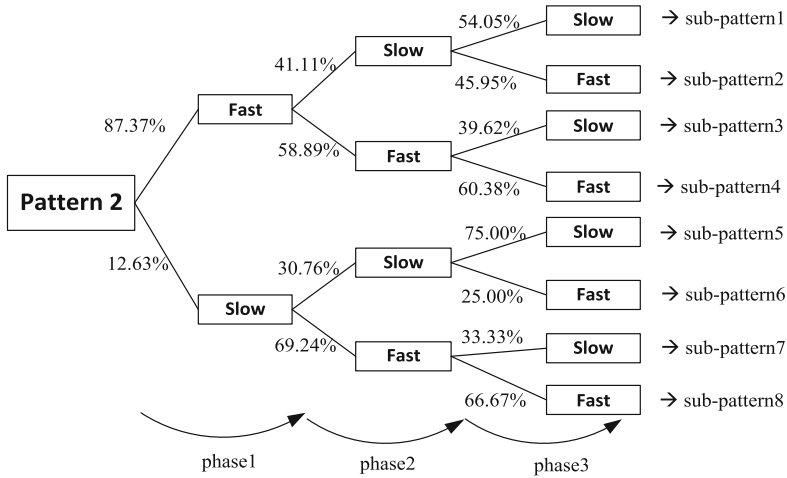 54.05%
Slow
→ sub-pattern1
41.11%
Slow
45.95%
Fast
→ sub-pattern2
87.37%
Fast
58.89%
Fast
39.62%
Slow
→ sub-pattern3
60.38%
Fast
→ sub-pattern4
Pattern 2
12.63%
Slow
30.76%
Slow
75.00%
Slow
→ sub-pattern5
25.00%
Fast
→ sub-pattern6
69.24%
Fast
33.33%
Slow
→ sub-pattern7
66.67%
Fast
→ sub-pattern8
phase1
phase2
phase3